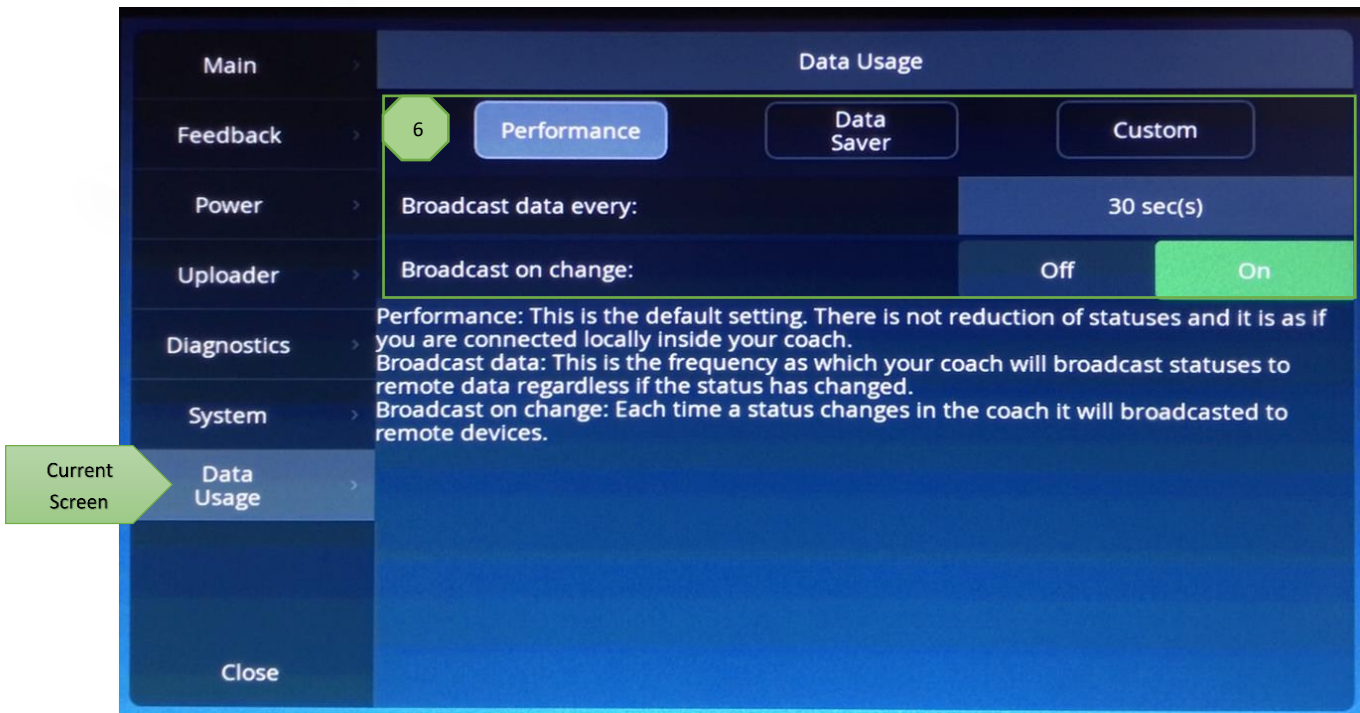 Main
Feedback
Power
Uploader
Diagnostics
System
Data
Usage
Close
Current
Screen
Data Usage
6
Performance
Data
Saver
Custom
Broadcast data every:
30 sec(s)
Broadcast on change:
Off
On
Performance: This is the default setting. There is not reduction of statuses and it is as if
you are connected locally inside your coach.
Broadcast data: This is the frequency as which your coach will broadcast statuses to
remote data regardless if the status has changed.
Broadcast on change: Each time a status changes in the coach it will broadcasted to
remote devices.